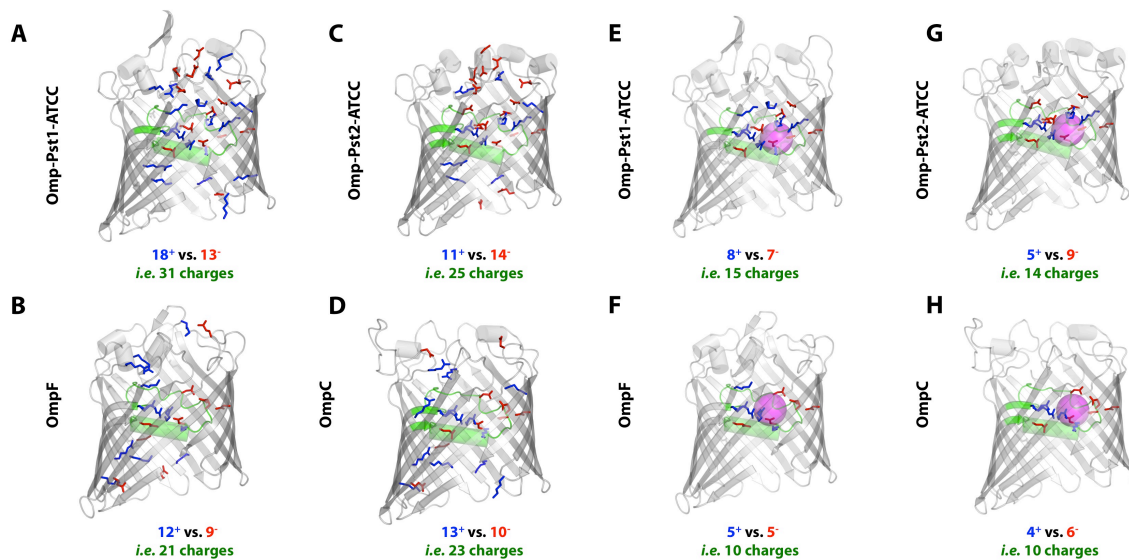 A
C
E
G
Omp-Pst1-ATCC
Omp-Pst2-ATCC
Omp-Pst1-ATCC
Omp-Pst2-ATCC
18⁺ vs. 13⁻
i.e. 31 charges
11⁺ vs. 14⁻
i.e. 25 charges
8⁺ vs. 7⁻
i.e. 15 charges
5⁺ vs. 9⁻
i.e. 14 charges
B
D
F
H
OmpF
OmpC
OmpF
OmpC
12⁺ vs. 9⁻
i.e. 21 charges
13⁺ vs. 10⁻
i.e. 23 charges
5⁺ vs. 5⁻
i.e. 10 charges
4⁺ vs. 6⁻
i.e. 10 charges